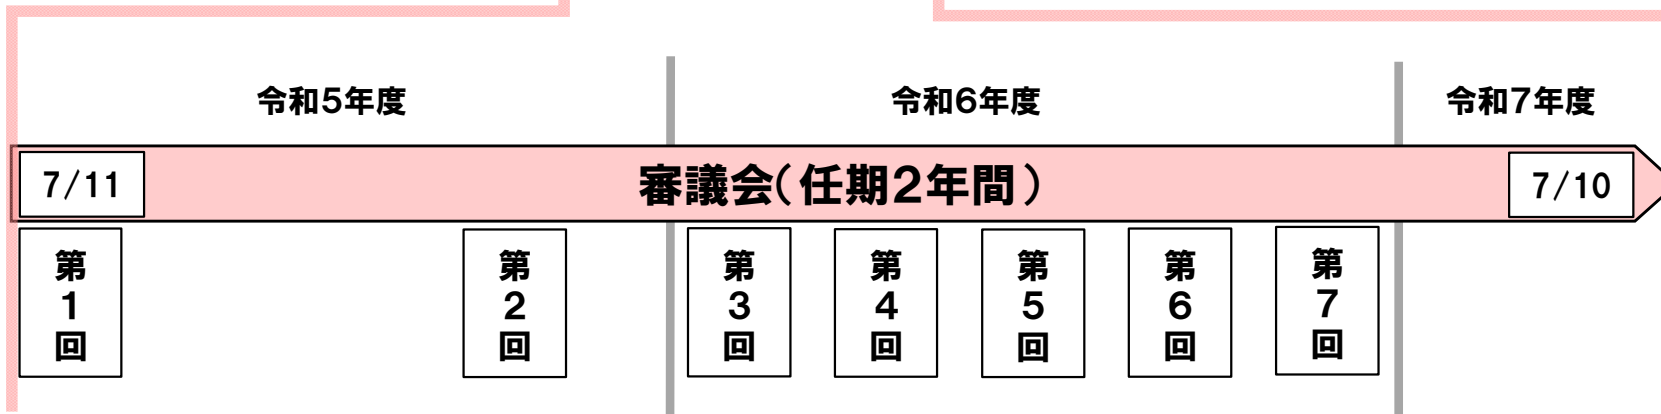 令和5年度
令和6年度
令和7年度
7/11
審議会(任期2年間)
7/10
第1回
第2回
第3回
第4回
第5回
第6回
第7回